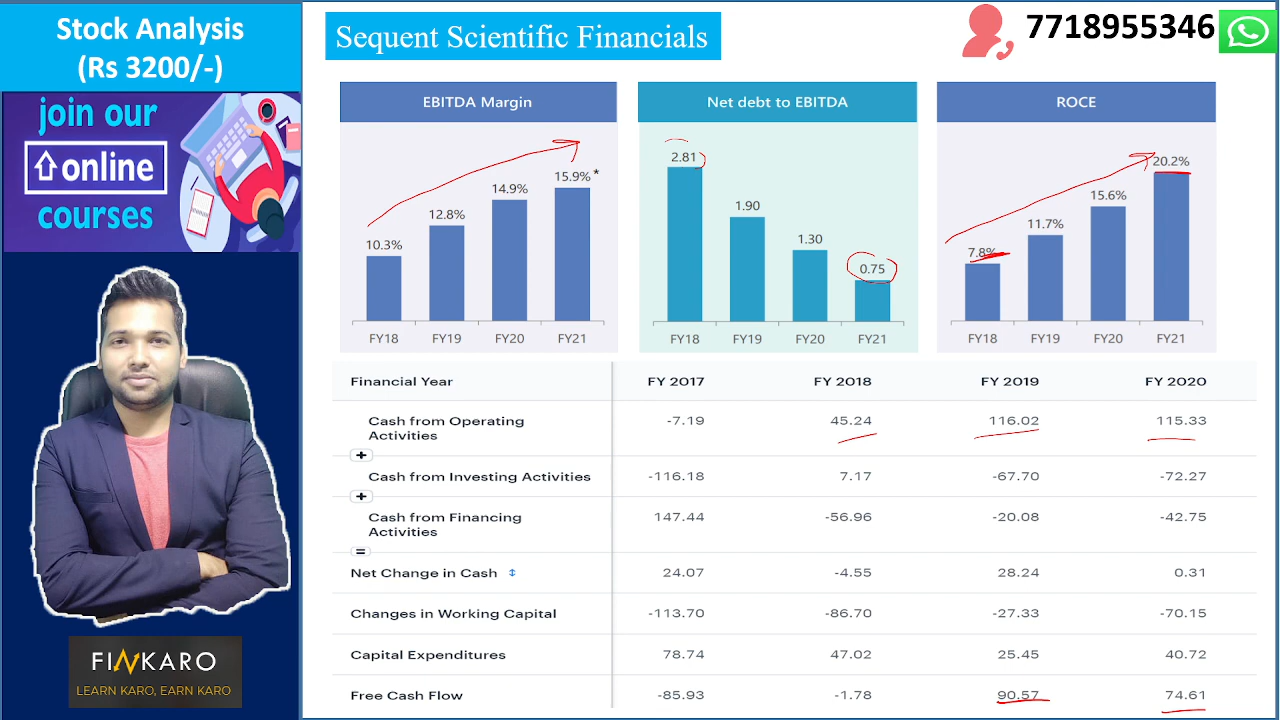 Stock Analysis
(Rs 3200/-)
join our
online
courses
FINKARO
LEARN KARO, EARN KARO
Sequent Scientific Financials
7718955346
EBITDA Margin
10.3%
12.8%
14.9%
15.9% *
FY18 FY19 FY20 FY21
Net debt to EBITDA
2.81
1.90
1.30
0.75
FY18 FY19 FY20 FY21
ROCE
7.8%
11.7%
15.6%
20.2%
FY18 FY19 FY20 FY21
Financial Year FY 2017 FY 2018 FY 2019 FY 2020
Cash from Operating -7.19 45.24 116.02 115.33
Activities
+
Cash from Investing Activities -116.18 7.17 -67.70 -72.27
+
Cash from Financing 147.44 -56.96 -20.08 -42.75
Activities
=
Net Change in Cash 24.07 -4.55 28.24 0.31
Changes in Working Capital -113.70 -86.70 -27.33 -70.15
Capital Expenditures 78.74 47.02 25.45 40.72
Free Cash Flow -85.93 -1.78 90.57 74.61